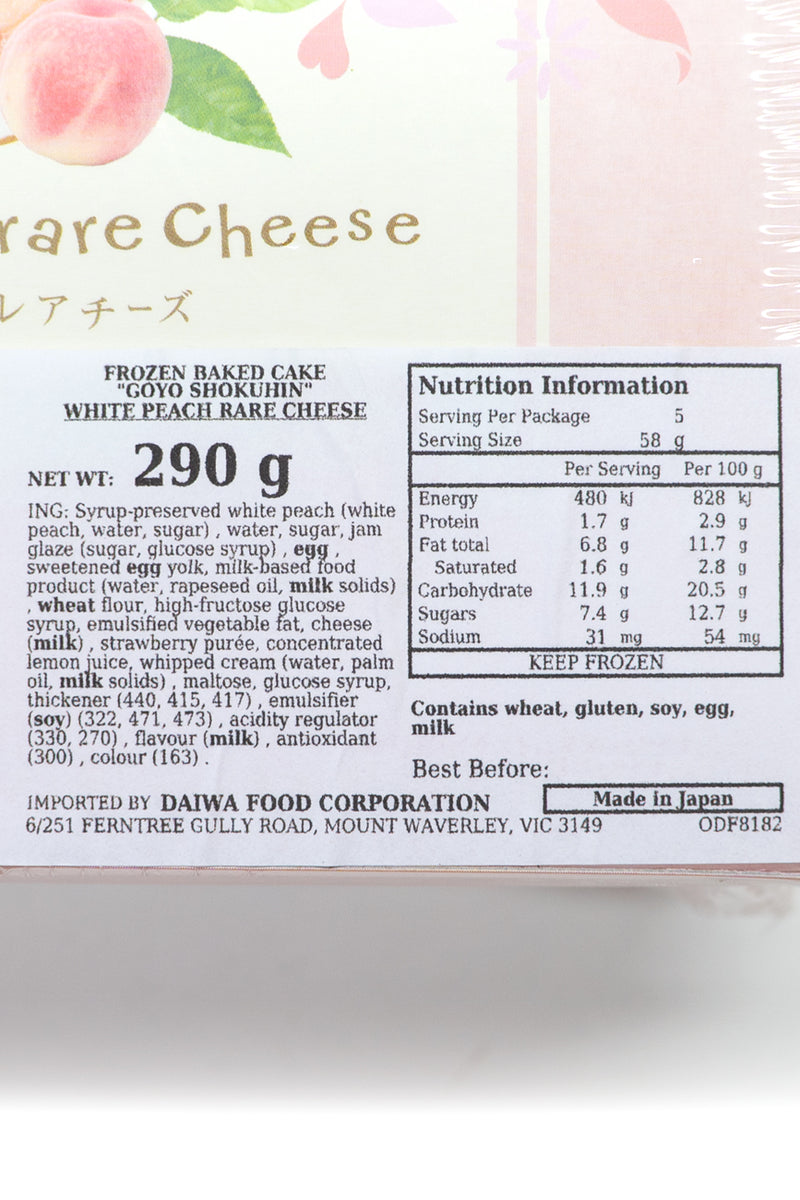 rare Cheese
レアチーズ
FROZEN BAKED CAKE
"GOYO SHOKUHIN"
WHITE PEACH RARE CHEESE
NET WT: 290 g
ING: Syrup-preserved white peach (white
peach, water, sugar) , water, sugar, jam
glaze (sugar, glucose syrup) , egg ,
sweetened egg yolk, milk-based food
product (water, rapeseed oil, milk solids)
, wheat flour, high-fructose glucose
syrup, emulsified vegetable fat, cheese
(milk) , strawberry purée, concentrated
lemon juice, whipped cream (water, palm
oil, milk solids) , maltose, glucose syrup,
thickener (440, 415, 417) , emulsifier
(soy) (322, 471, 473) , acidity regulator
(330, 270) , flavour (milk) , antioxidant
(300) , colour (163) .
Nutrition Information
Serving Per Package 5
Serving Size 58 g
Per Serving Per 100 g
Energy 480 kJ 828 kJ
Protein 1.7 g 2.9 g
Fat total 6.8 g 11.7 g
Saturated 1.6 g 2.8 g
Carbohydrate 11.9 g 20.5 g
Sugars 7.4 g 12.7 g
Sodium 31 mg 54 mg
KEEP FROZEN
Contains wheat, gluten, soy, egg,
milk
Best Before:
IMPORTED BY DAIWA FOOD CORPORATION
Made in Japan
6/251 FERNTREE GULLY ROAD, MOUNT WAVERLEY, VIC 3149
ODF8182